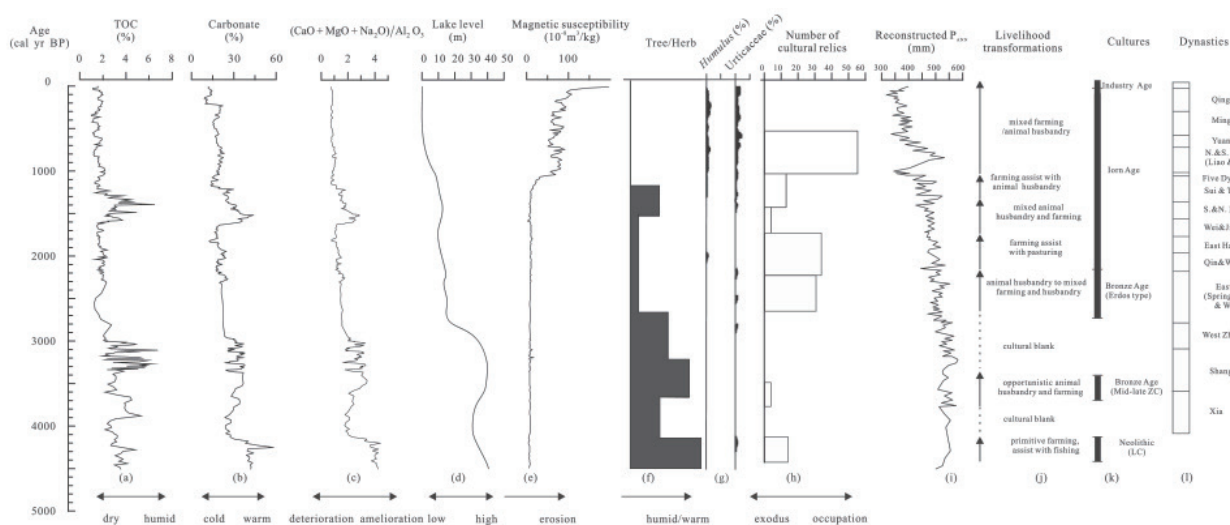 Age
(cal yr BP)
TOC
(%)
Carbonate
(%)
(CaO + MgO + Na2O)/Al2O3
Lake level
(m)
Magnetic susceptibility
(10-8m3/kg)
Tree/Herb
Humulus (%)
Urticaceae (%)
Number of
cultural relics
Reconstructed Pann
(mm)
Livelihood
transformations
Cultures
Dynasties
0 2 4 6 8
0 30 60
0 2 4 6
0 10 20 30 40
50 0 100
0 10 20 30 40 50 60
300 400 500 600
0
1000
2000
3000
4000
5000
mixed farming
/animal husbandry
farming assist with
animal husbandry
mixed animal
husbandry and farming
farming assist
with pasturing
animal husbandry to mixed
farming and husbandry
cultural blank
opportunistic animal
husbandry and farming
cultural blank
primitive farming,
assist with fishing
Industry Age
Iorn Age
Bronze Age
(Erdos type)
Bronze Age
(Mid-late ZC)
Neolithic
(LC)
Qing
Ming
Yuan
N.&S.
(Liao &
Five Dy
Sui & T
S.&N.
Wei&J
East Ha
Qin&W
East
(Spring
& W
West Z
Shang
Xia
(a) (b) (c) (d) (e) (f) (g) (h) (i) (j) (k) (l)
dry humid
cold warm
deterioration amelioration
low high
erosion
humid/warm
exodus occupation